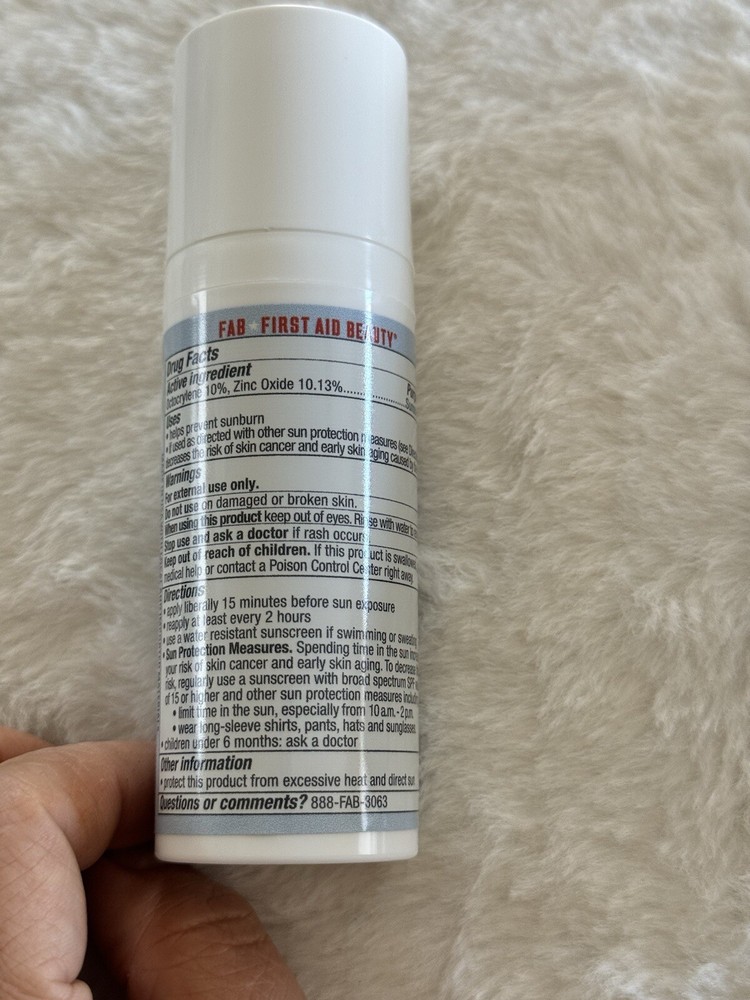 FAB ★ FIRST AID BEAUTY®
Drug Facts
Active ingredient
Octocrylene 10%, Zinc Oxide 10.13%
Uses
• helps prevent sunburn
• if used as directed with other sun protection measures (see
decreases the risk of skin cancer and early skin aging caused
Warnings
For external use only.
Do not use on damaged or broken skin.
When using this product keep out of eyes. Rinse with water
Stop use and ask a doctor if rash occurs
Keep out of reach of children. If this product is swallowed,
medical help or contact a Poison Control Center right away.
Directions
• apply liberally 15 minutes before sun exposure
• reapply at least every 2 hours
• use a water resistant sunscreen if swimming or sweating
• Sun Protection Measures. Spending time in the sun
your risk of skin cancer and early skin aging. To decrease
risk, regularly use a sunscreen with broad spectrum SPF
of 15 or higher and other sun protection measures including
• limit time in the sun, especially from 10 a.m. - 2 p.m.
• wear long-sleeve shirts, pants, hats and sunglasses
• children under 6 months: ask a doctor
Other information
• protect this product from excessive heat and direct sun
Questions or comments? 888-FAB-3063